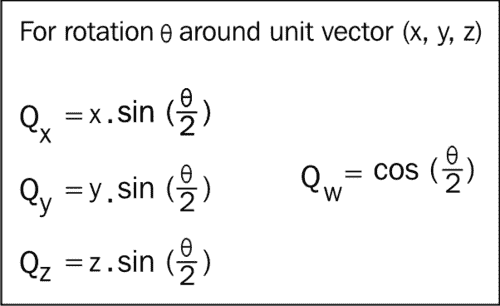 For rotation θ around unit vector (x, y, z)
Qx = x . sin (θ/2)
Qy = y . sin (θ/2)
Qw = cos (θ/2)
Qz = z . sin (θ/2)